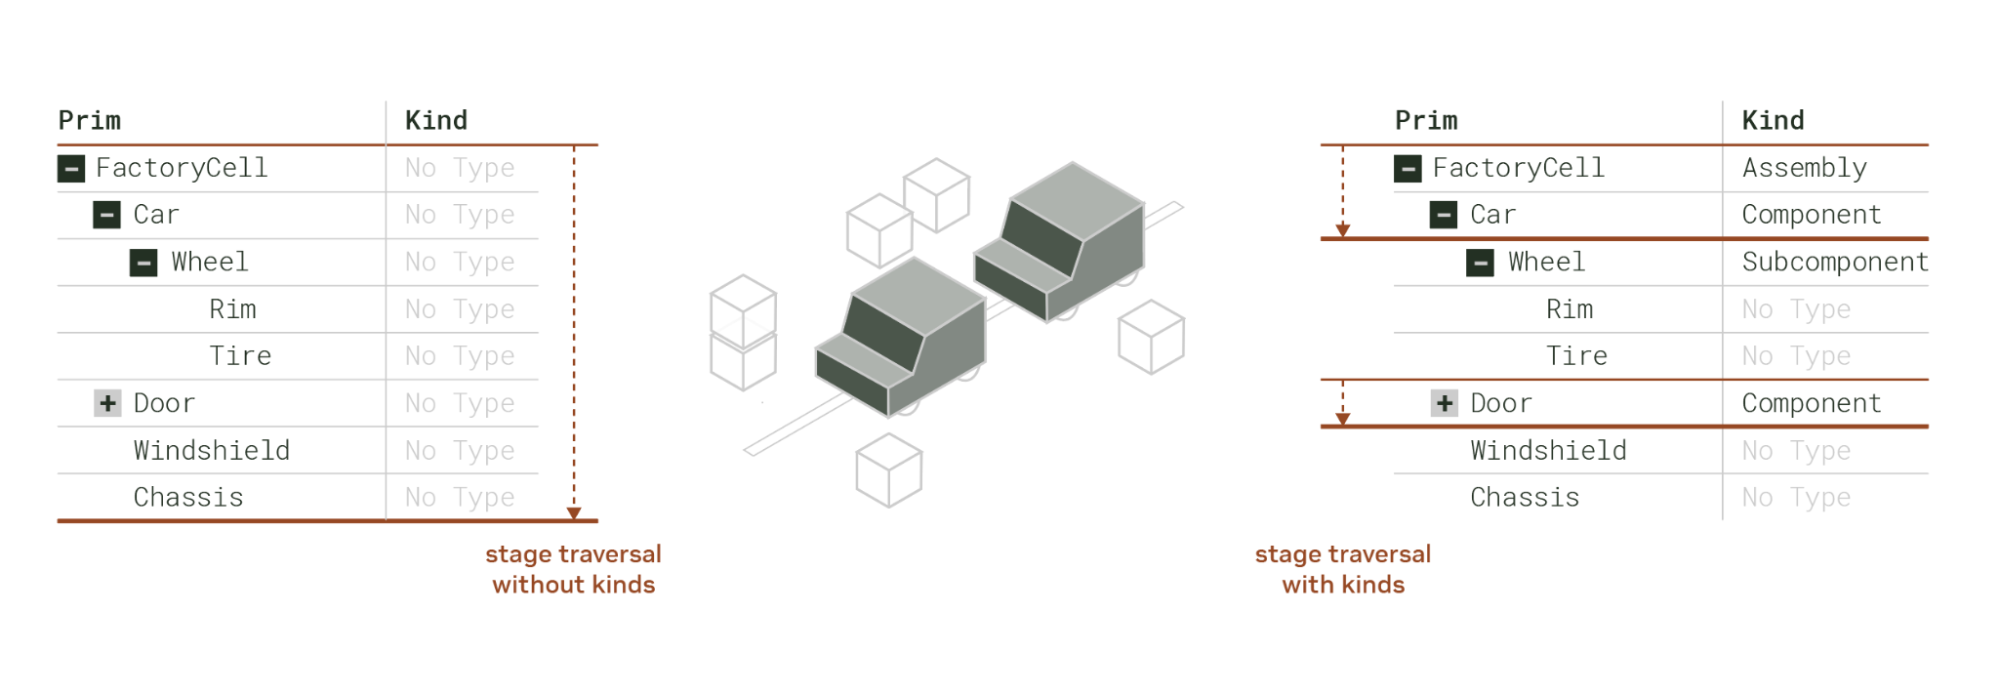 Prim Kind
FactoryCell No Type
Car No Type
Wheel No Type
Rim No Type
Tire No Type
Door No Type
Windshield No Type
Chassis No Type
stage traversal
without kinds
Prim Kind
FactoryCell Assembly
Car Component
Wheel Subcomponent
Rim No Type
Tire No Type
Door Component
Windshield No Type
Chassis No Type
stage traversal
with kinds